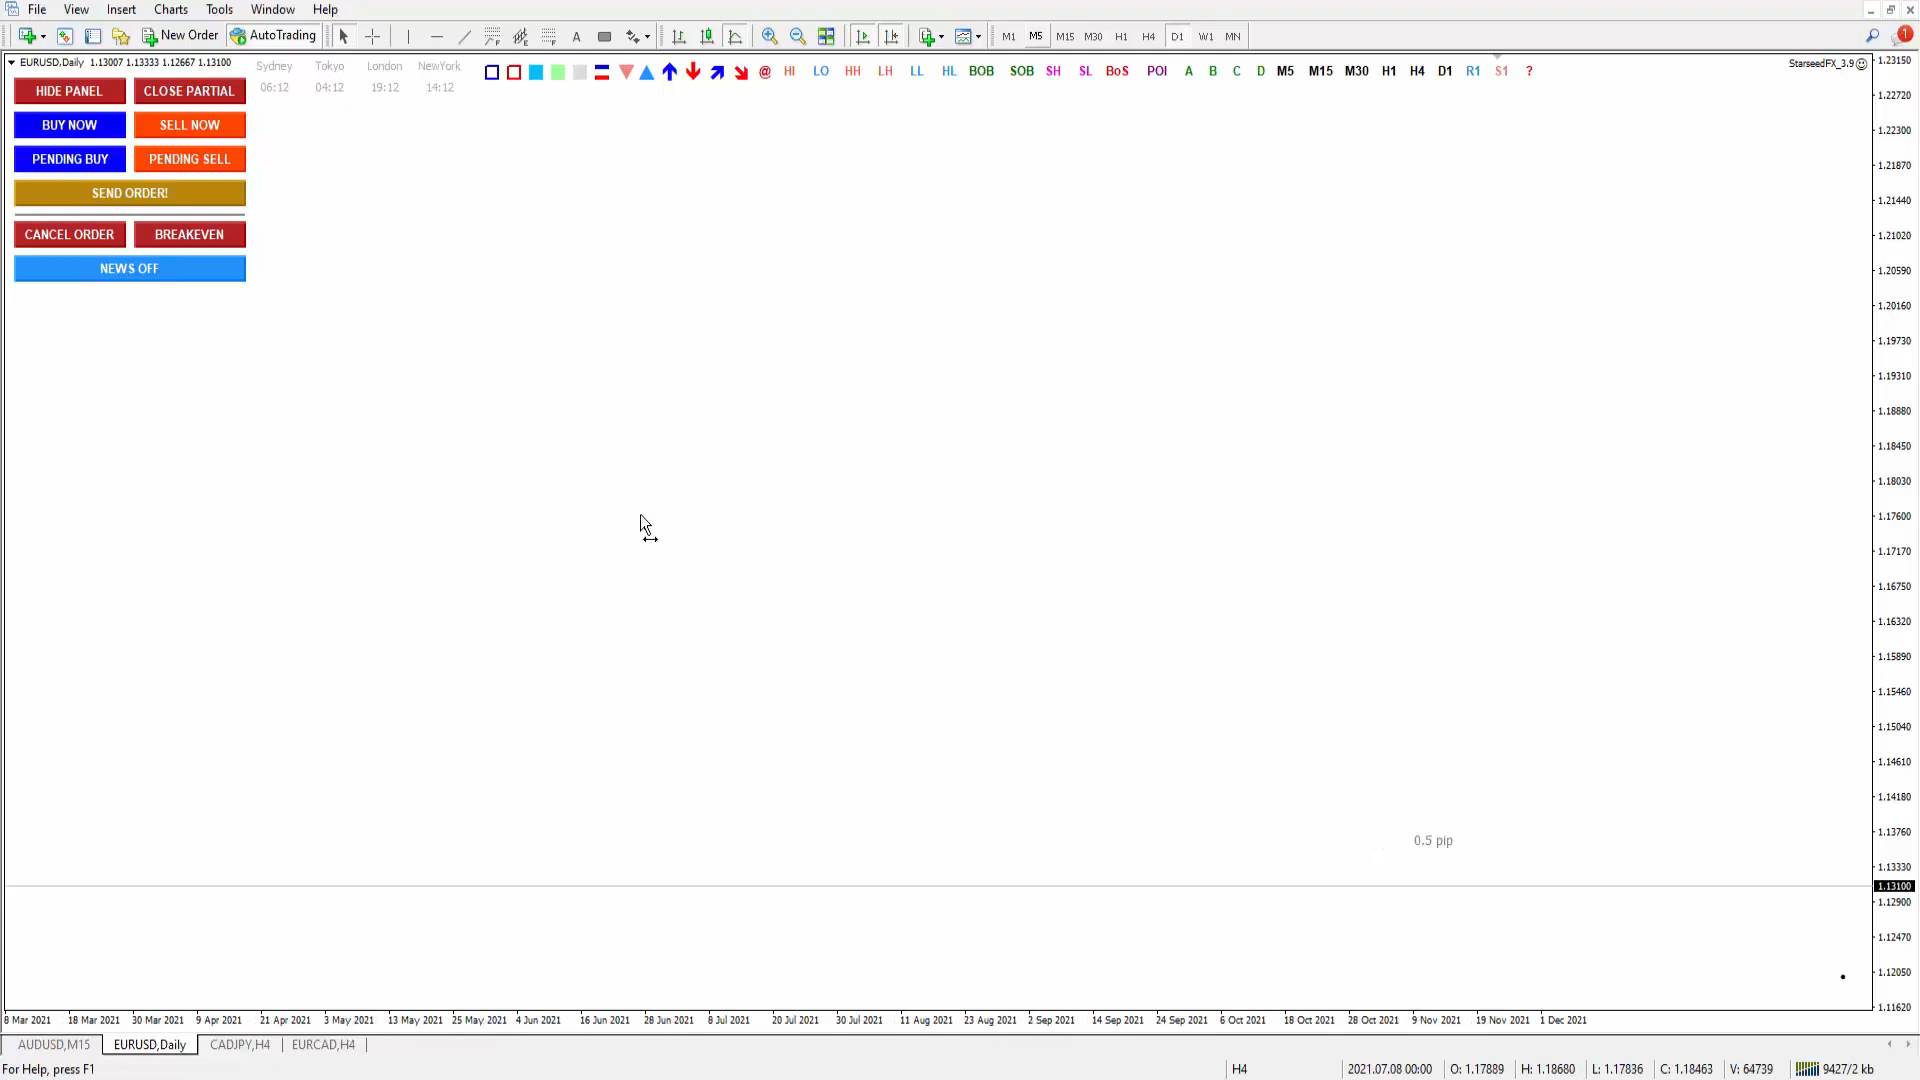 File View Insert Charts Tools Window Help
New Order AutoTrading A M1 M5 M15 M30 H1 H4 D1 W1 MN 1
EURUSD,Daily 1.13007 1.13333 1.12667 1.13100
Sydney Tokyo London NewYork
06:12 04:12 19:12 14:12
@ HI LO HH LH LL HL BOB SOB SH SL BoS POI A B C D M5 M15 M30 H1 H4 D1 R1 S1 ?
StarseedFX_3.9
HIDE PANEL CLOSE PARTIAL
BUY NOW SELL NOW
PENDING BUY PENDING SELL
SEND ORDER!
CANCEL ORDER BREAKEVEN
NEWS OFF
1.23150
1.22720
1.22300
1.21870
1.21440
1.21020
1.20590
1.20160
1.19730
1.19310
1.18880
1.18450
1.18030
1.17600
1.17170
1.16750
1.16320
1.15890
1.15460
1.15040
1.14610
1.14180
1.13760
0.5 pip
1.13330
1.13100
1.12900
1.12470
1.12050
1.11620
8 Mar 2021 18 Mar 2021 30 Mar 2021 9 Apr 2021 21 Apr 2021 3 May 2021 13 May 2021 25 May 2021 4 Jun 2021 16 Jun 2021 28 Jun 2021 8 Jul 2021 20 Jul 2021 30 Jul 2021 11 Aug 2021 23 Aug 2021 2 Sep 2021 14 Sep 2021 24 Sep 2021 6 Oct 2021 18 Oct 2021 28 Oct 2021 9 Nov 2021 19 Nov 2021 1 Dec 2021
AUDUSD,M15 EURUSD,Daily CADJPY,H4 EURCAD,H4
For Help, press F1 H4 2021.07.08 00:00 O: 1.17889 H: 1.18680 L: 1.17836 C: 1.18463 V: 64739 9427/2 kb